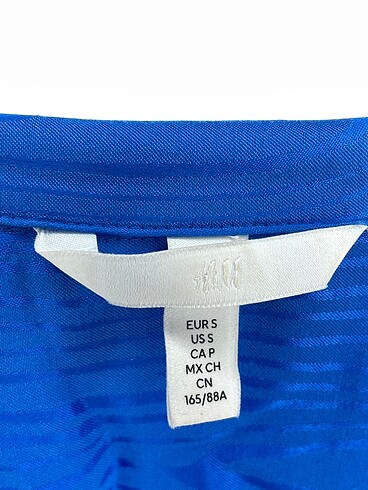 H&M
EUR S
US S
CA P
MX CH
CN
165/88A